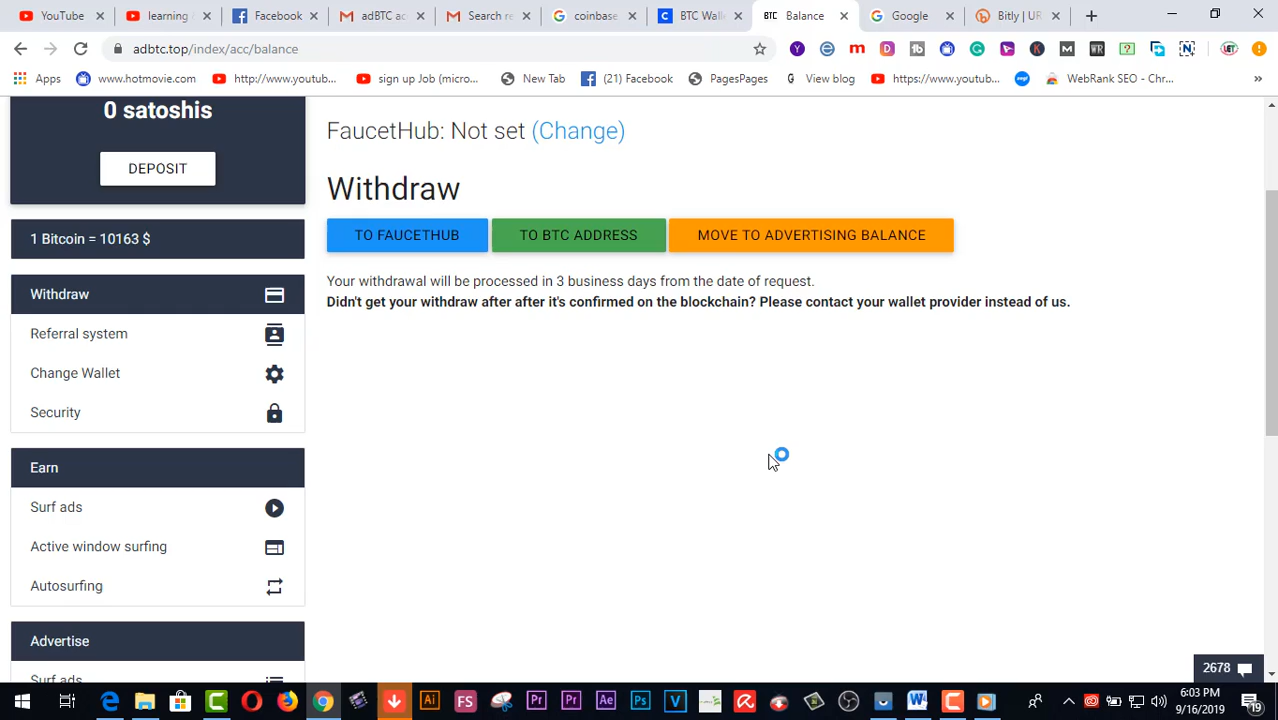 YouTube
learning
Facebook
adBTC ac
Search re
coinbase
BTC Wall
BTC Balance
Google
Bitly | UR
adbtc.top/index/acc/balance
Apps
www.hotmovie.com
http://www.youtub...
sign up Job (micro...
New Tab
(21) Facebook
PagesPages
View blog
https://www.youtub...
WebRank SEO - Chr...
0 satoshis
DEPOSIT
1 Bitcoin = 10163 $
Withdraw
Referral system
Change Wallet
Security
Earn
Surf ads
Active window surfing
Autosurfing
Advertise
Surf ads
FaucetHub: Not set (Change)
Withdraw
TO FAUCETHUB
TO BTC ADDRESS
MOVE TO ADVERTISING BALANCE
Your withdrawal will be processed in 3 business days from the date of request.
Didn't get your withdraw after after it's confirmed on the blockchain? Please contact your wallet provider instead of us.
2678
6:03 PM
9/16/2019
19